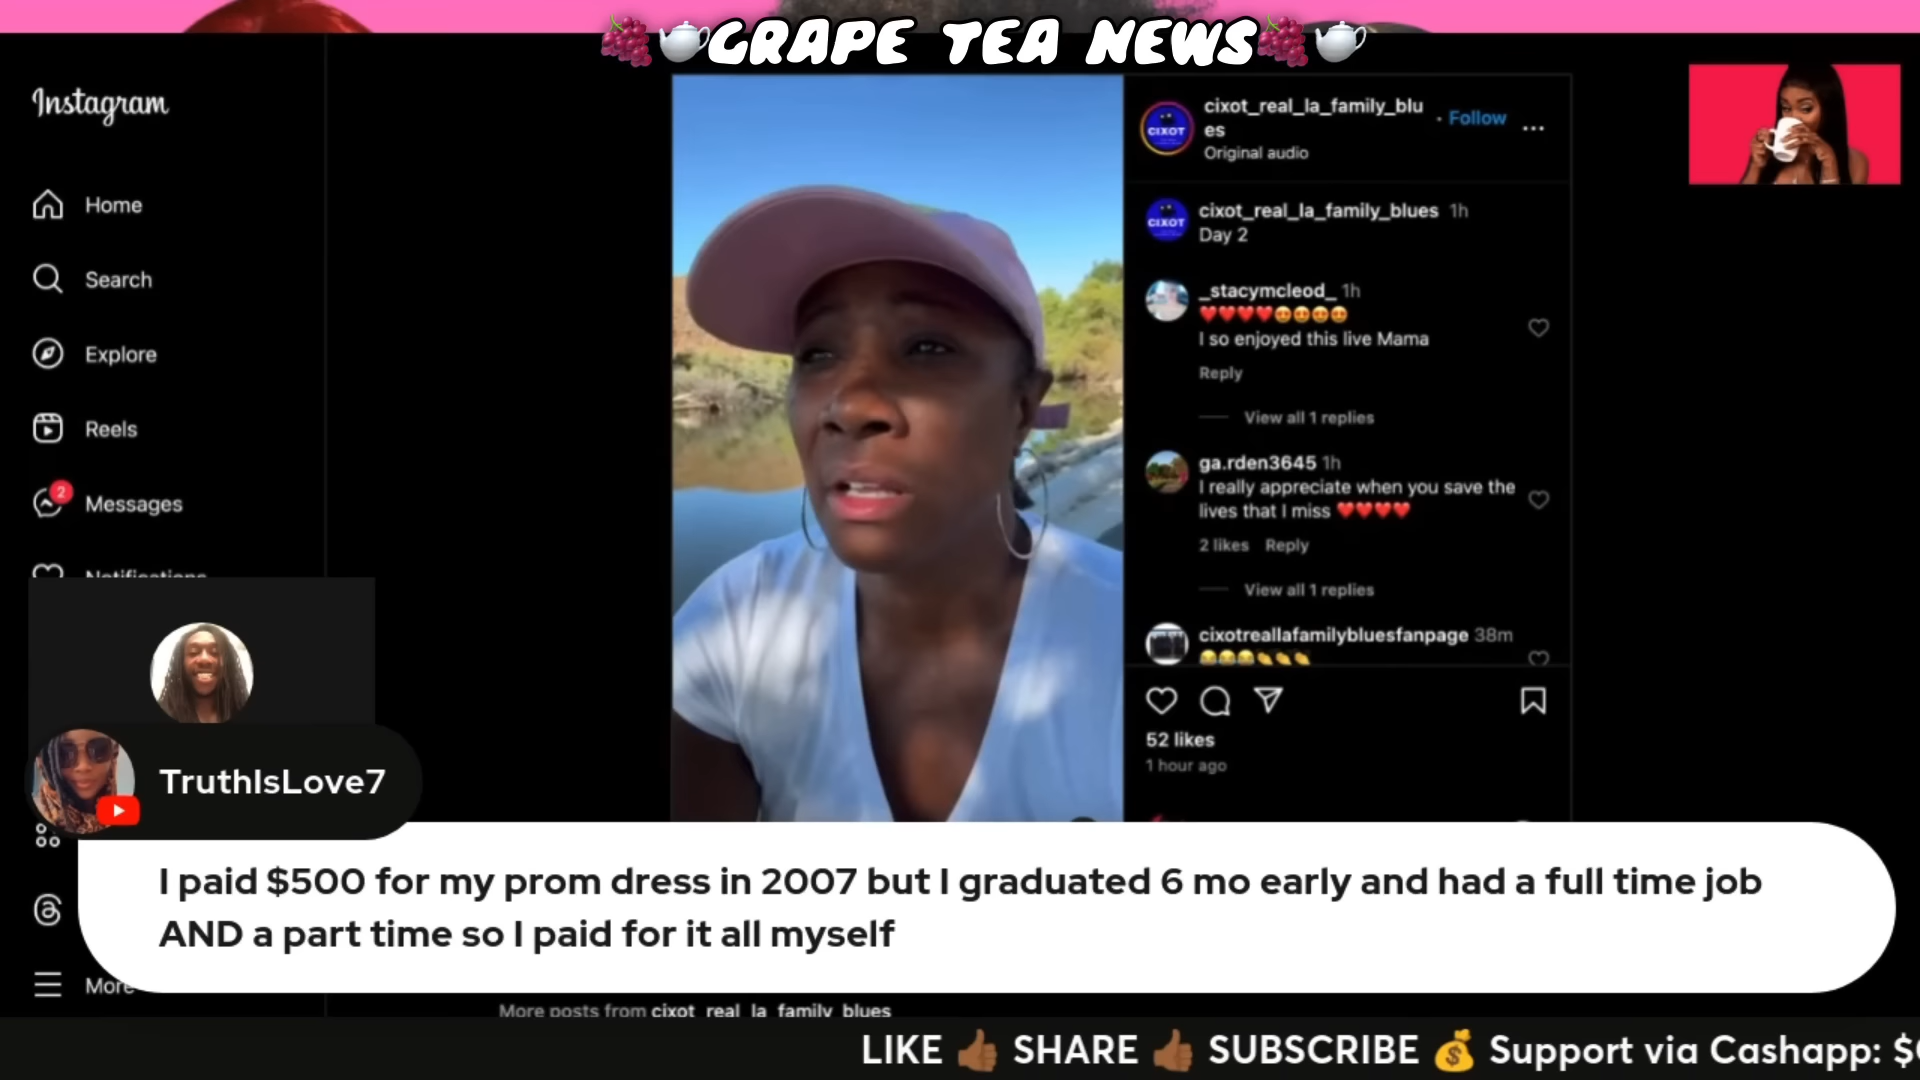 GRAPE TEA NEWS
Instagram
Home
Search
Explore
Reels
2
Messages
Notifications
More
CIXOT
cixot_real_la_family_blu
es
• Follow
Original audio
CIXOT
cixot_real_la_family_blues 1h
Day 2
_stacymcleod_ 1h
❤️❤️❤️❤️😍😍😍😍
I so enjoyed this live Mama
Reply
View all 1 replies
ga.rden3645 1h
I really appreciate when you save the
lives that I miss ❤️❤️❤️❤️
2 likes Reply
View all 1 replies
cixotreallafamilybluesfanpage 38m
😂😂😂👏👏👏
52 likes
1 hour ago
TruthIsLove7
I paid $500 for my prom dress in 2007 but I graduated 6 mo early and had a full time job
AND a part time so I paid for it all myself
More posts from cixot_real_la_family_blues
LIKE 👍🏾 SHARE 👍🏾 SUBSCRIBE 💰 Support via Cashapp: $